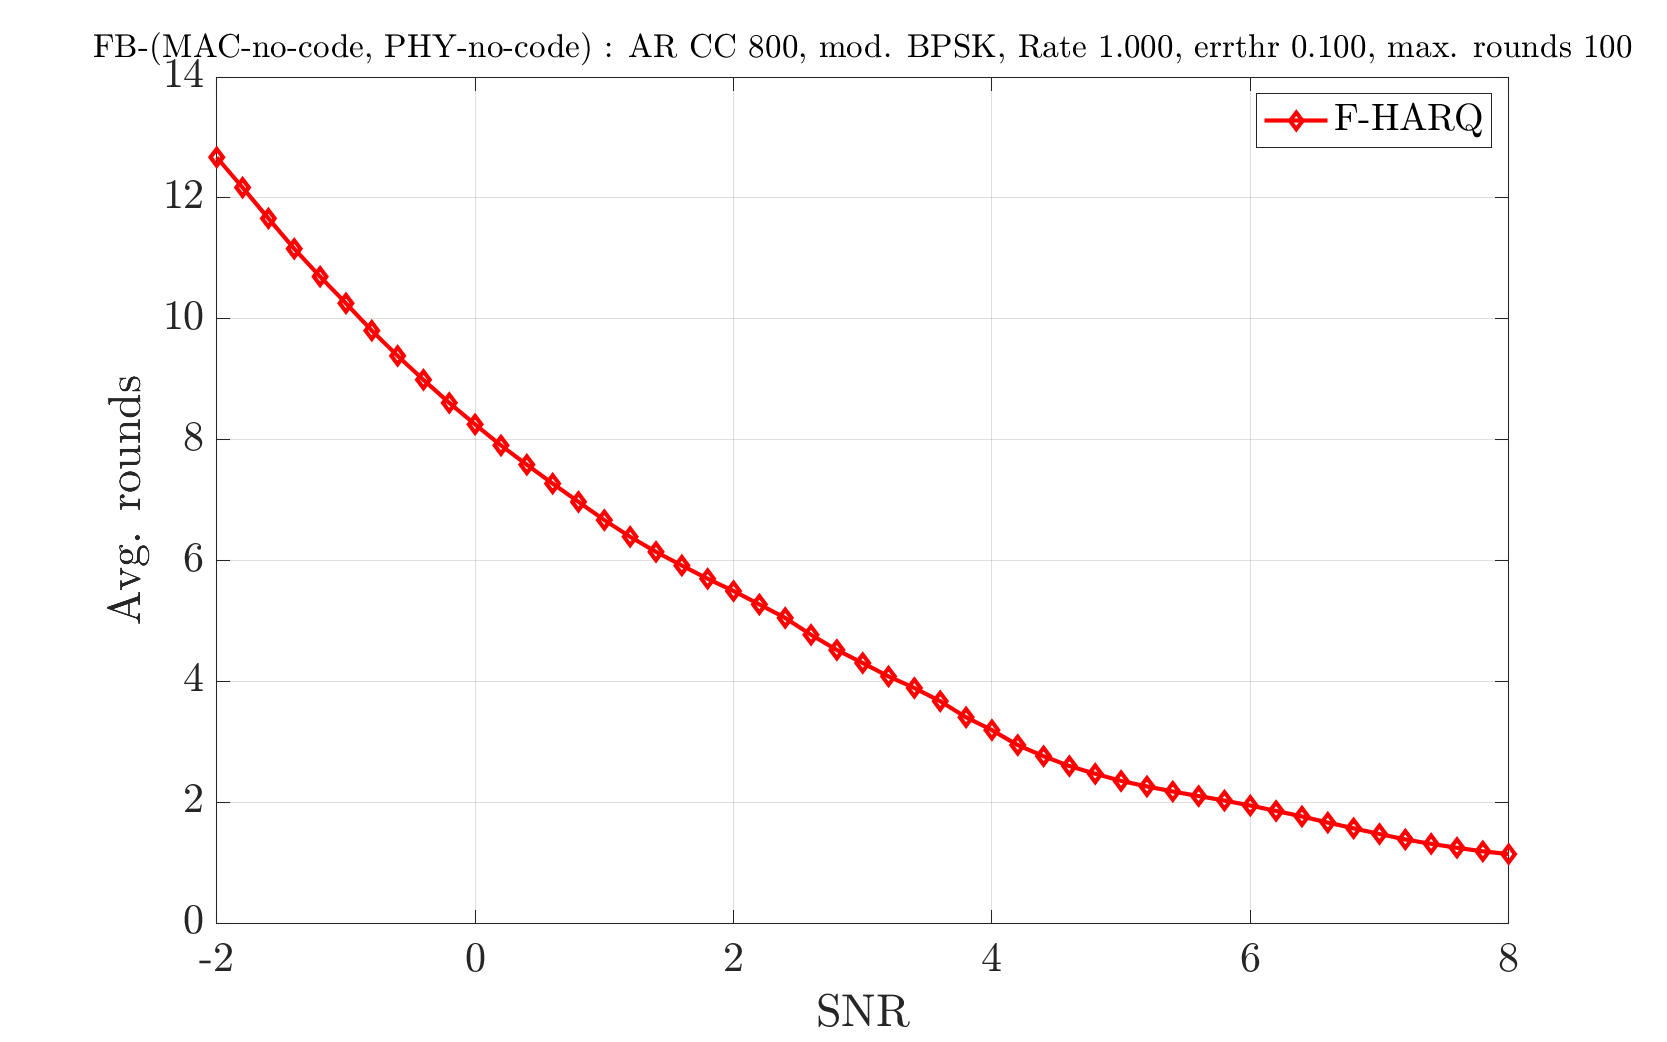 FB-(MAC-no-code, PHY-no-code) : AR CC 800, mod. BPSK, Rate 1.000, errthr 0.100, max. rounds 100
F-HARQ
14
12
10
8
6
4
2
0
Avg. rounds
-2 0 2 4 6 8
SNR